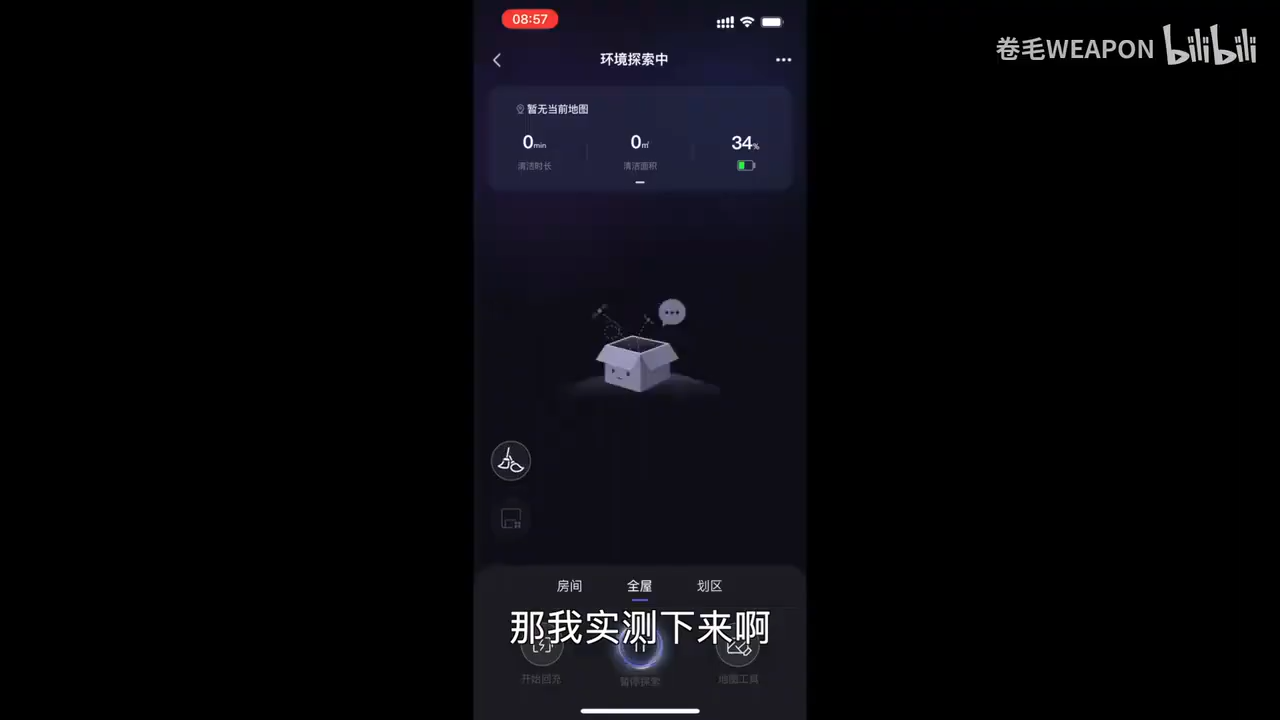 08:57
卷毛WEAPON bilibili
环境探索中
暂无当前地图
0min
0㎡
34%
清洁时长
清洁面积
房间
全屋
划区
那我实测下来啊
开始回充
暂停探索
地图工具